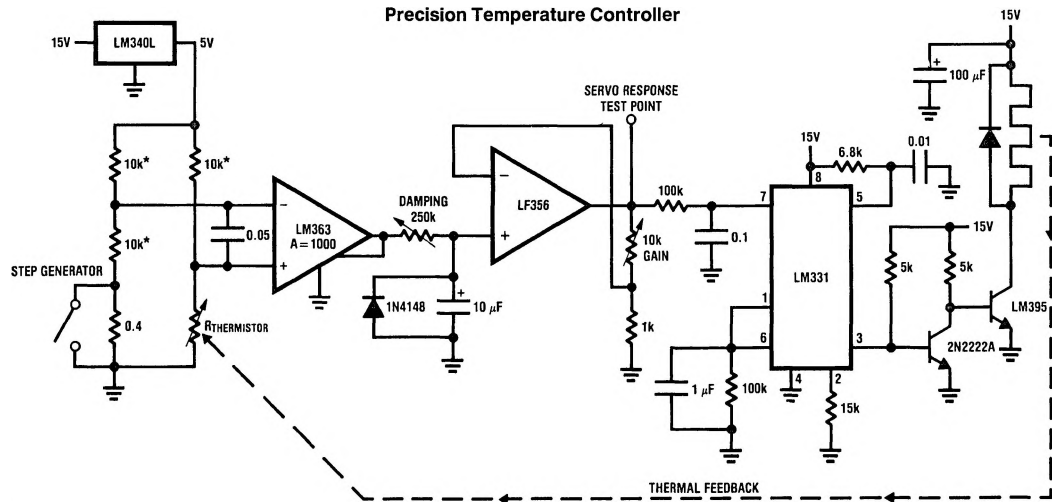 Precision Temperature Controller
15V
LM340L
5V
10k*
10k*
10k*
STEP GENERATOR
0.4
RTHERMISTOR
0.05
−
+
LM363
A = 1000
DAMPING
250k
1N4148
+
10 µF
−
+
LF356
SERVO RESPONSE
TEST POINT
100k
10k
GAIN
1k
0.1
1 µF
100k
15V
6.8k
0.01
8
7
5
LM331
1
6
3
4
2
15k
15V
5k
5k
2N2222A
LM395
15V
+
100 µF
THERMAL FEEDBACK